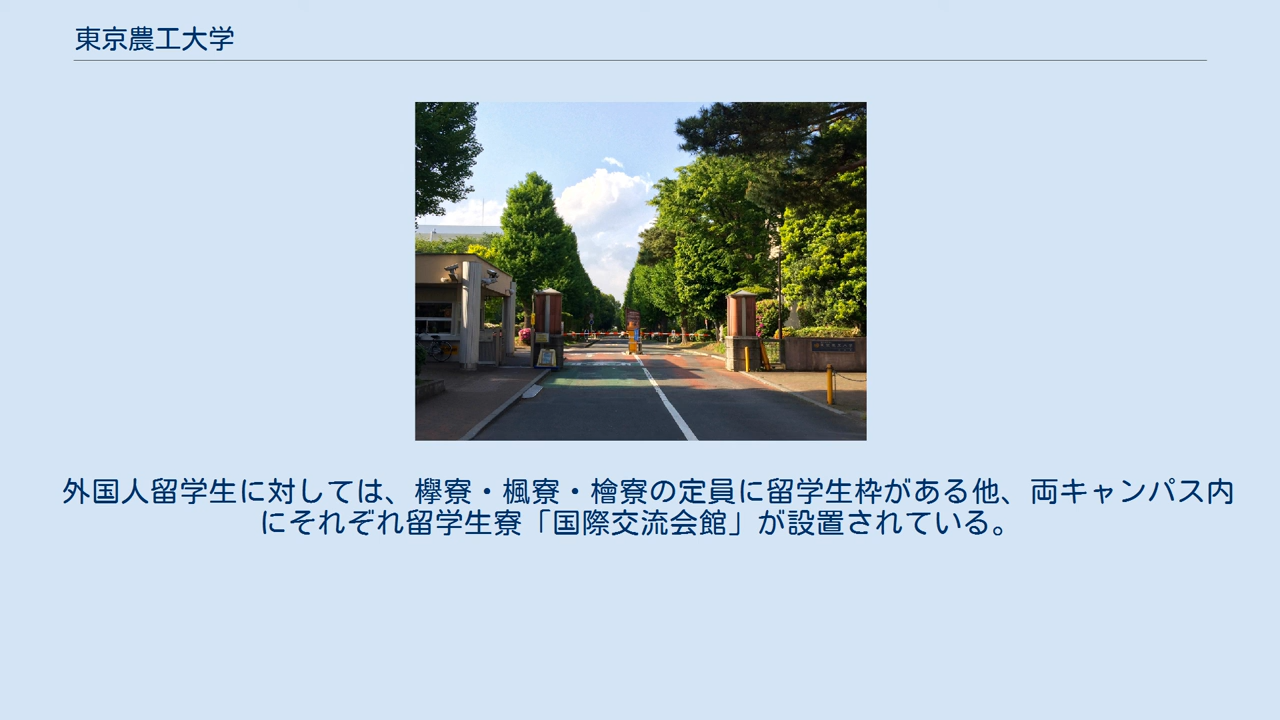 東京農工大学
外国人留学生に対しては、欅寮・楓寮・檜寮の定員に留学生枠がある他、両キャンパス内
にそれぞれ留学生寮「国際交流会館」が設置されている。